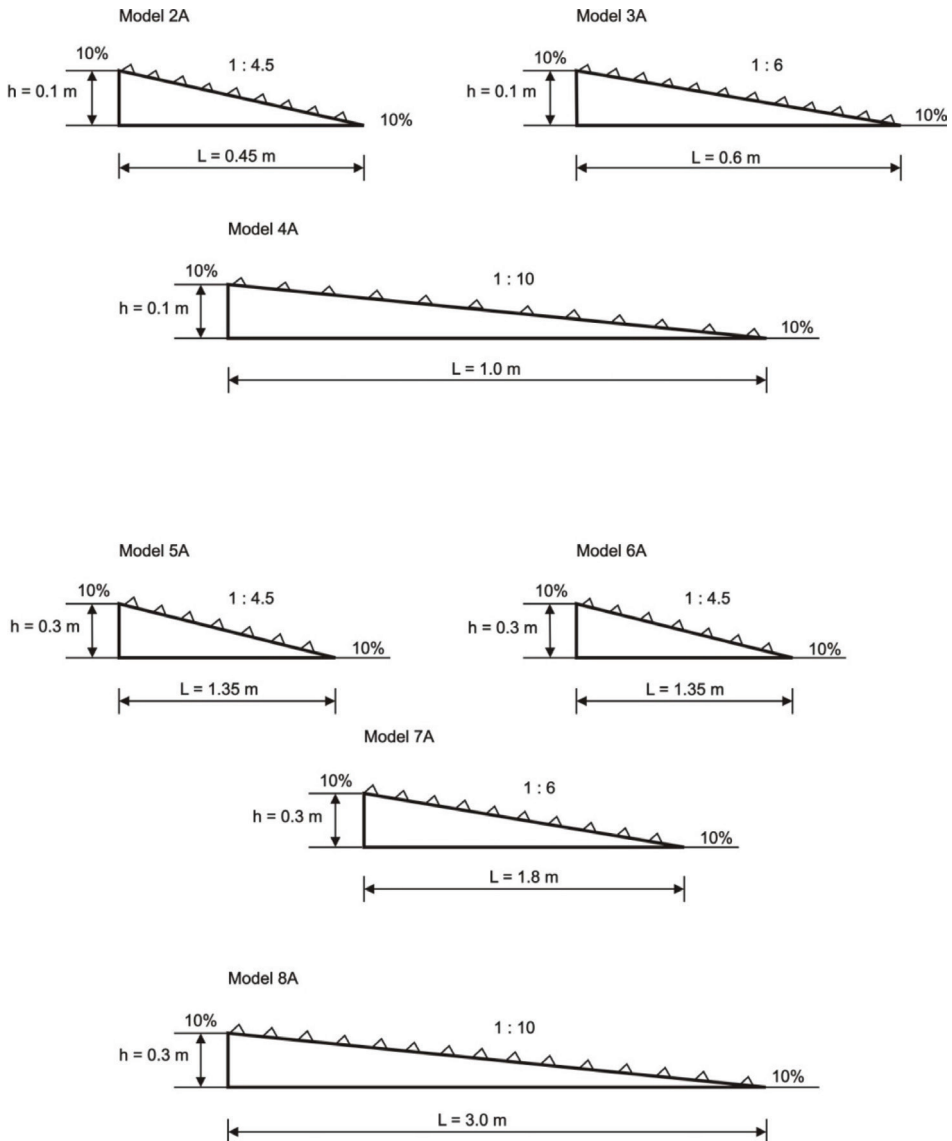 Model 2A
Model 3A
10%
1 : 4.5
10%
1 : 6
h = 0.1 m
h = 0.1 m
10%
10%
L = 0.45 m
L = 0.6 m
Model 4A
10%
1 : 10
h = 0.1 m
10%
L = 1.0 m
Model 5A
Model 6A
10%
1 : 4.5
10%
1 : 4.5
h = 0.3 m
h = 0.3 m
10%
10%
L = 1.35 m
L = 1.35 m
Model 7A
10%
1 : 6
h = 0.3 m
10%
L = 1.8 m
Model 8A
10%
1 : 10
h = 0.3 m
10%
L = 3.0 m